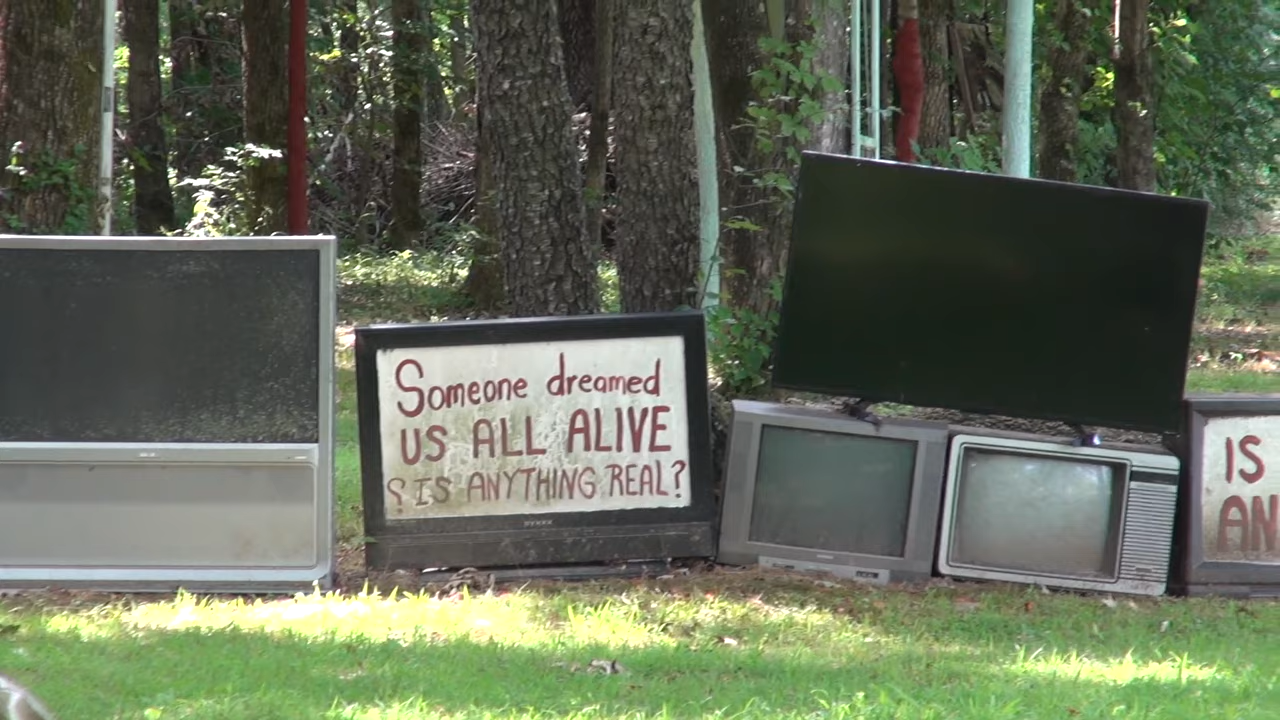 Someone dreamed
US ALL ALIVE
? IS ANYTHING REAL?
IS
AN